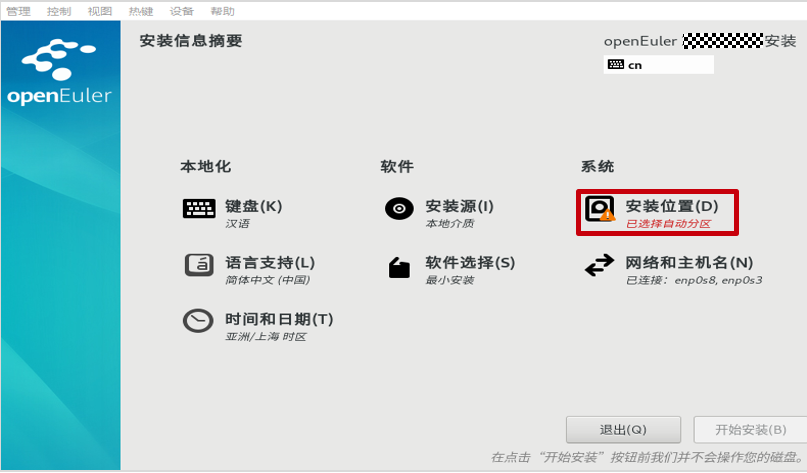 管理 控制 视图 热键 设备 帮助
安装信息摘要
openEuler 安装
cn
openEuler
本地化
键盘(K)
汉语
语言支持(L)
简体中文 (中国)
时间和日期(T)
亚洲/上海 时区
软件
安装源(I)
本地介质
软件选择(S)
最小安装
系统
安装位置(D)
已选择自动分区
网络和主机名(N)
已连接：enp0s8, enp0s3
退出(Q)
开始安装(B)
在点击“开始安装”按钮前我们并不会操作您的磁盘。